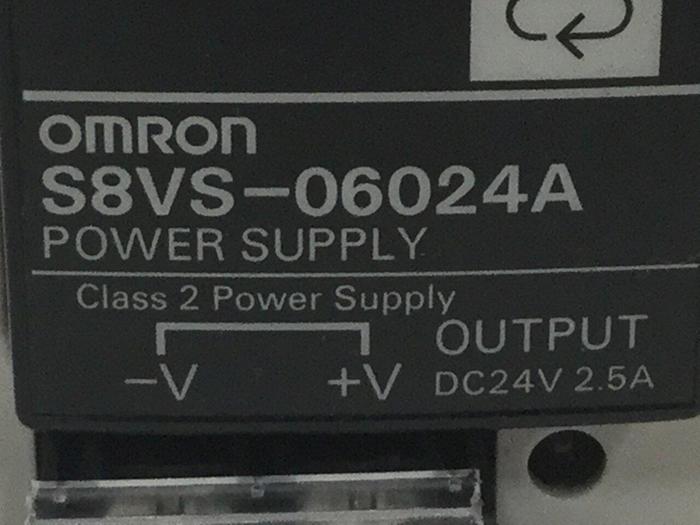 OMRON
S8VS-06024A
POWER SUPPLY
Class 2 Power Supply
OUTPUT
-V +V DC24V 2.5A